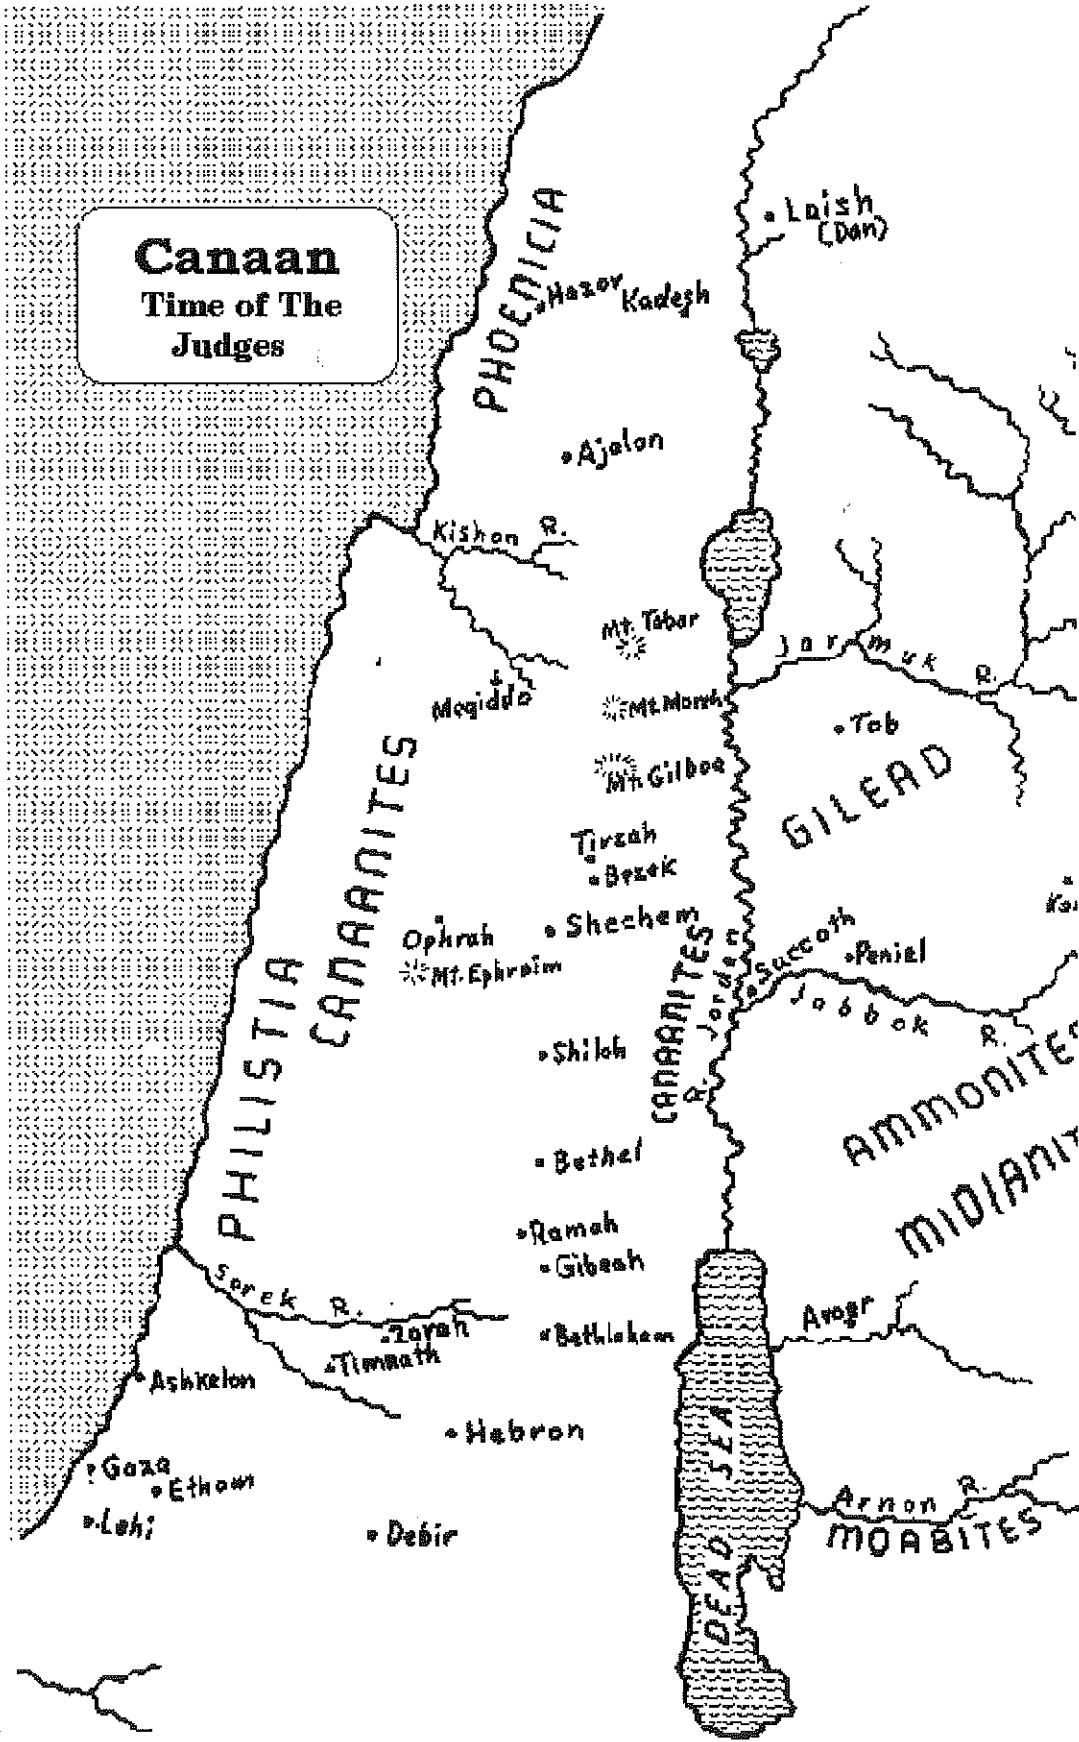 Canaan
Time of The
Judges
PHOENICIA
Laish
(Dan)
Hazor
Kadesh
Ajalon
Kishon R.
Mt. Tabor
Jarmuk R.
Megiddo
Mt. Moreh
Tob
Mt. Gilboa
GILEAD
CANAANITES
Tirzah
Bezek
Shechem
Ophrah
Mt. Ephraim
Succoth
Peniel
PHILISTIA
CANAANITES
R. Jordan
Jabbok R.
Shiloh
AMMONITES
Bethel
MIDIANIT
Ramah
Gibeah
Sorek R.
Zorah
Timnath
Bethlehem
Ashkelon
Hebron
DEAD SEA
Gaza
Etham
Lehi
Debir
Arnon R.
MOABITES